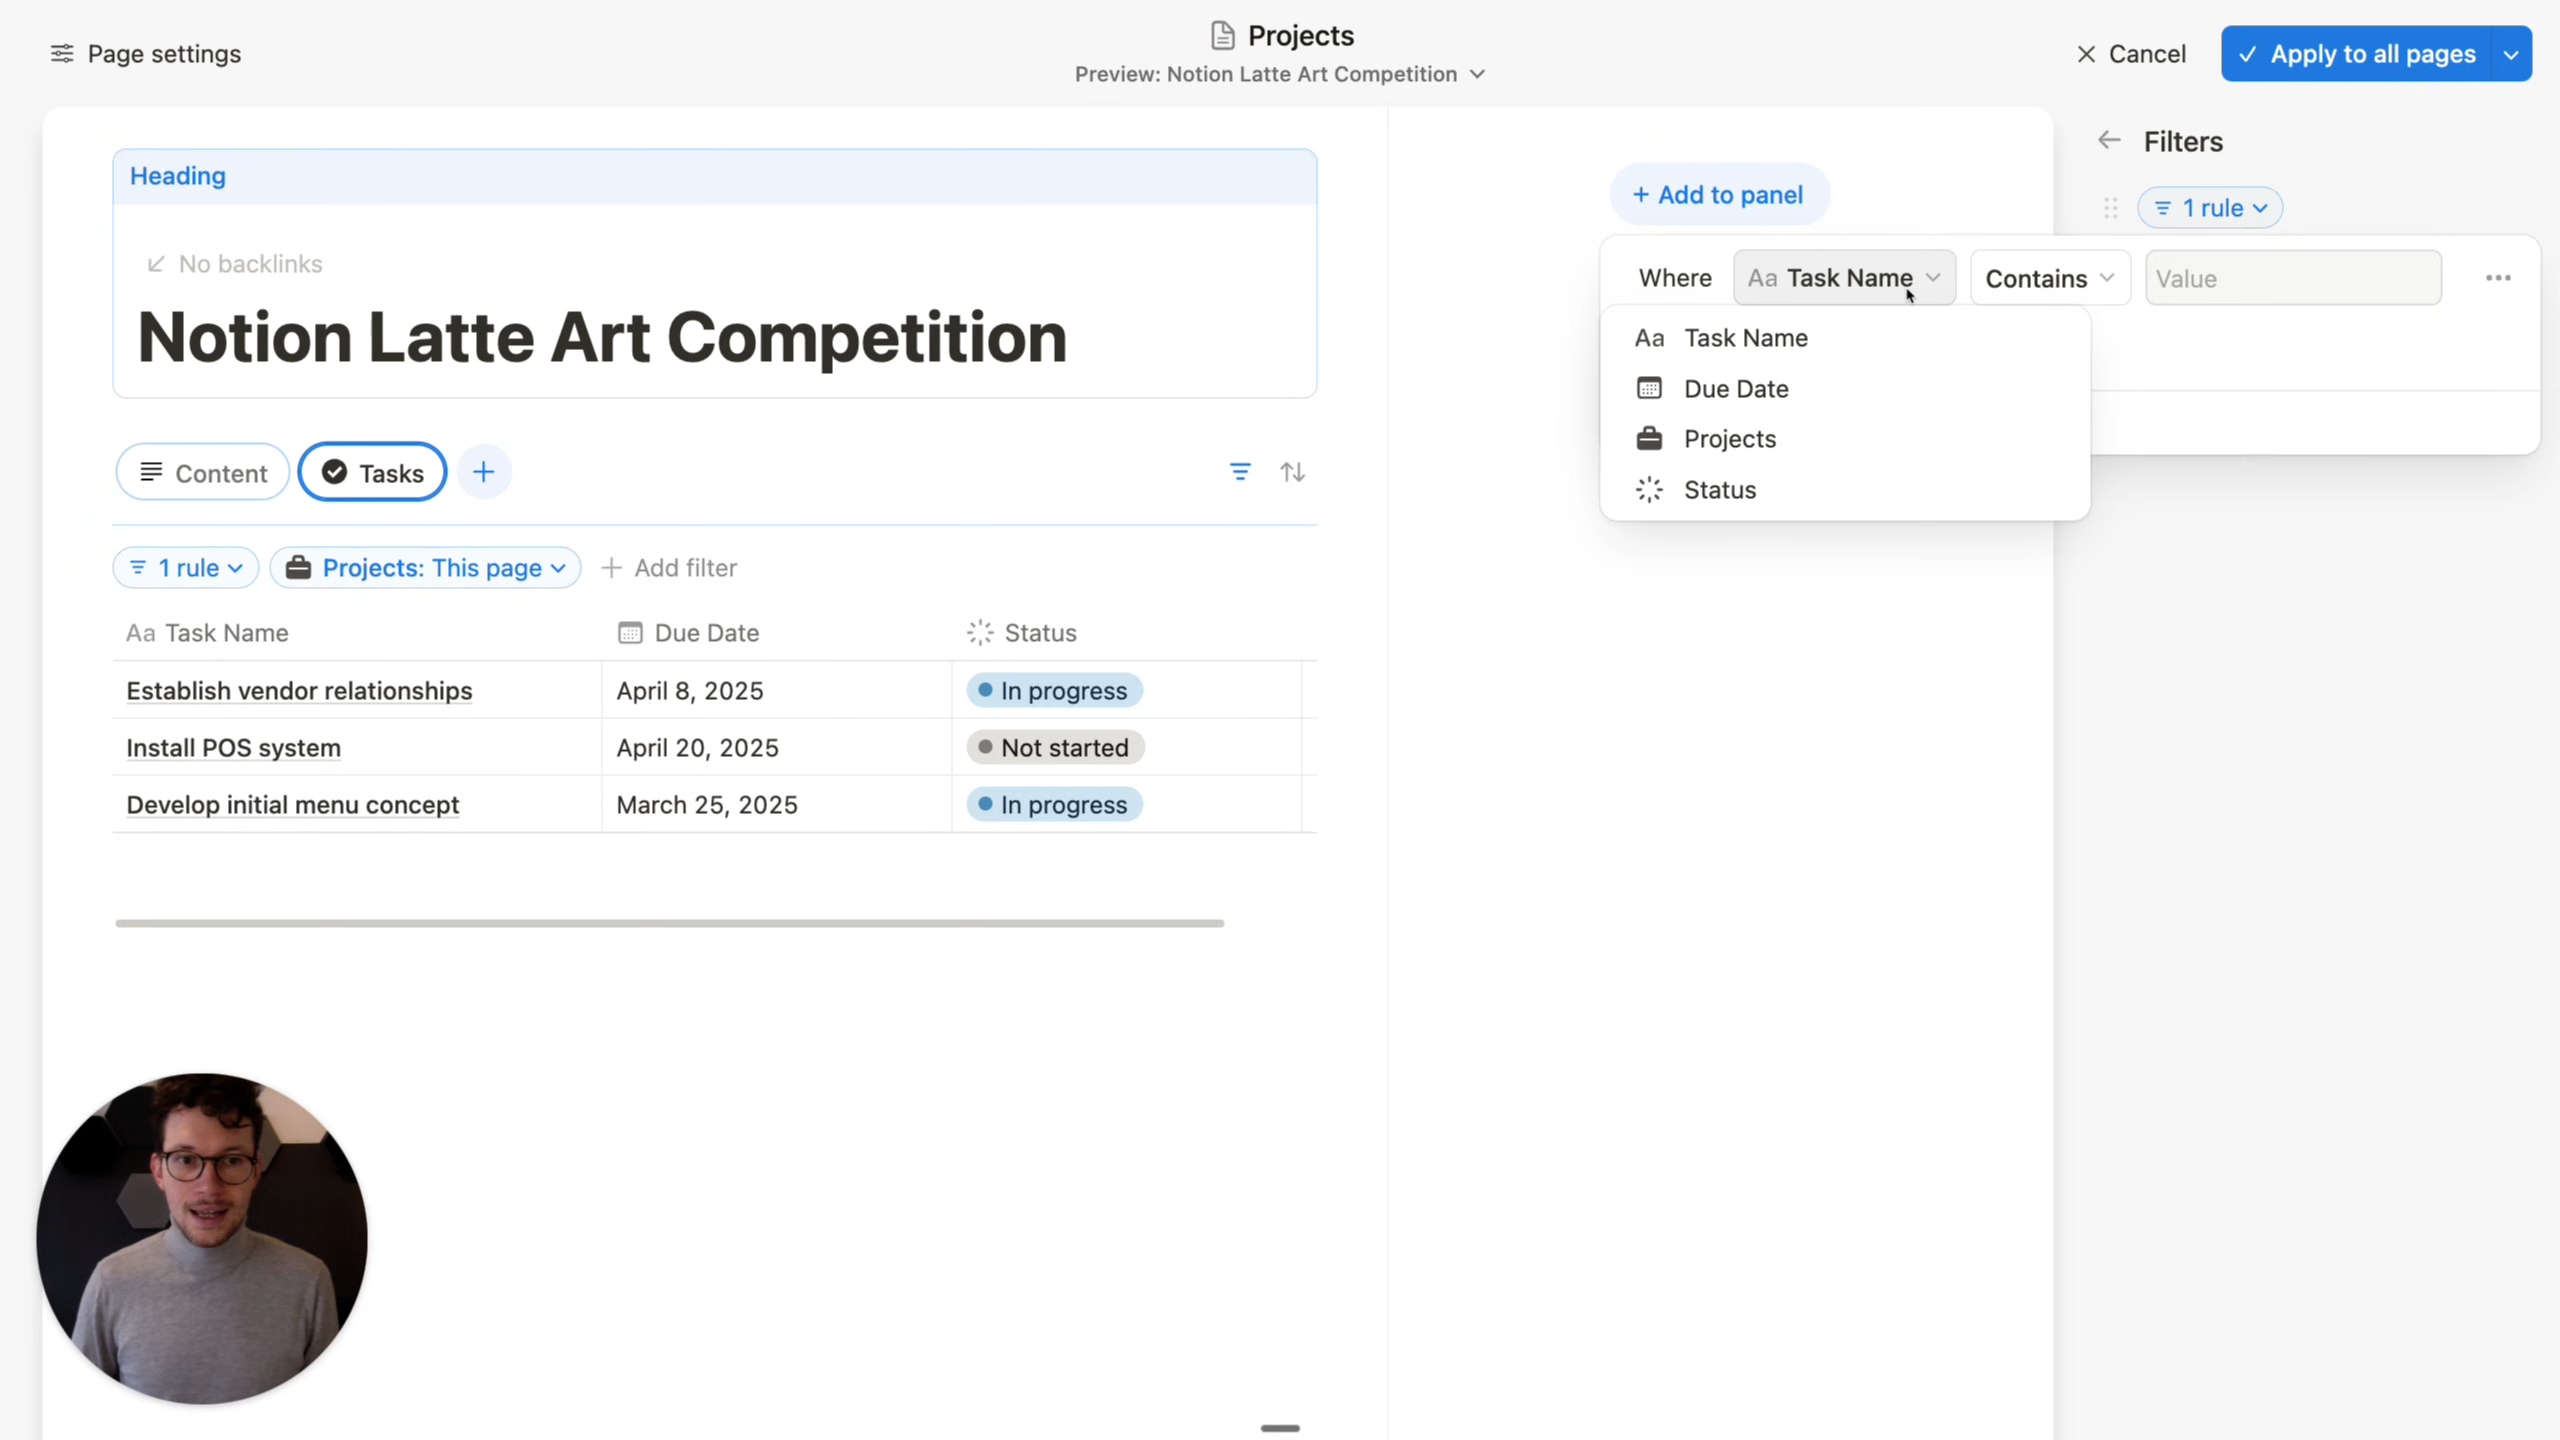 Page settings
Projects
Preview: Notion Latte Art Competition
Cancel
Apply to all pages
Heading
No backlinks
Notion Latte Art Competition
Content
Tasks
1 rule
Projects: This page
Add filter
Aa Task Name
Due Date
Status
Establish vendor relationships
April 8, 2025
In progress
Install POS system
April 20, 2025
Not started
Develop initial menu concept
March 25, 2025
In progress
+ Add to panel
Filters
1 rule
Where
Aa Task Name
Contains
Value
Aa Task Name
Due Date
Projects
Status